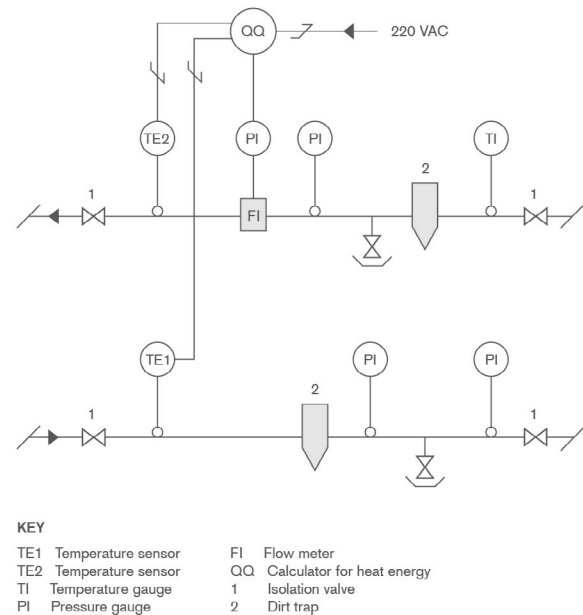 QQ
220 VAC
TE2
PI
PI
TI
2
1
1
FI
TE1
PI
PI
2
1
1
KEY
TE1 Temperature sensor
TE2 Temperature sensor
TI Temperature gauge
PI Pressure gauge
FI Flow meter
QQ Calculator for heat energy
1 Isolation valve
2 Dirt trap